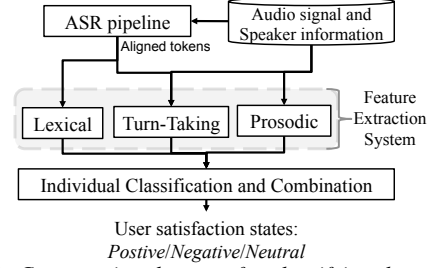 ASR pipeline
Audio signal and
Speaker information
Aligned tokens
Lexical
Turn-Taking
Prosodic
Feature
Extraction
System
Individual Classification and Combination
User satisfaction states:
Postive/Negative/Neutral